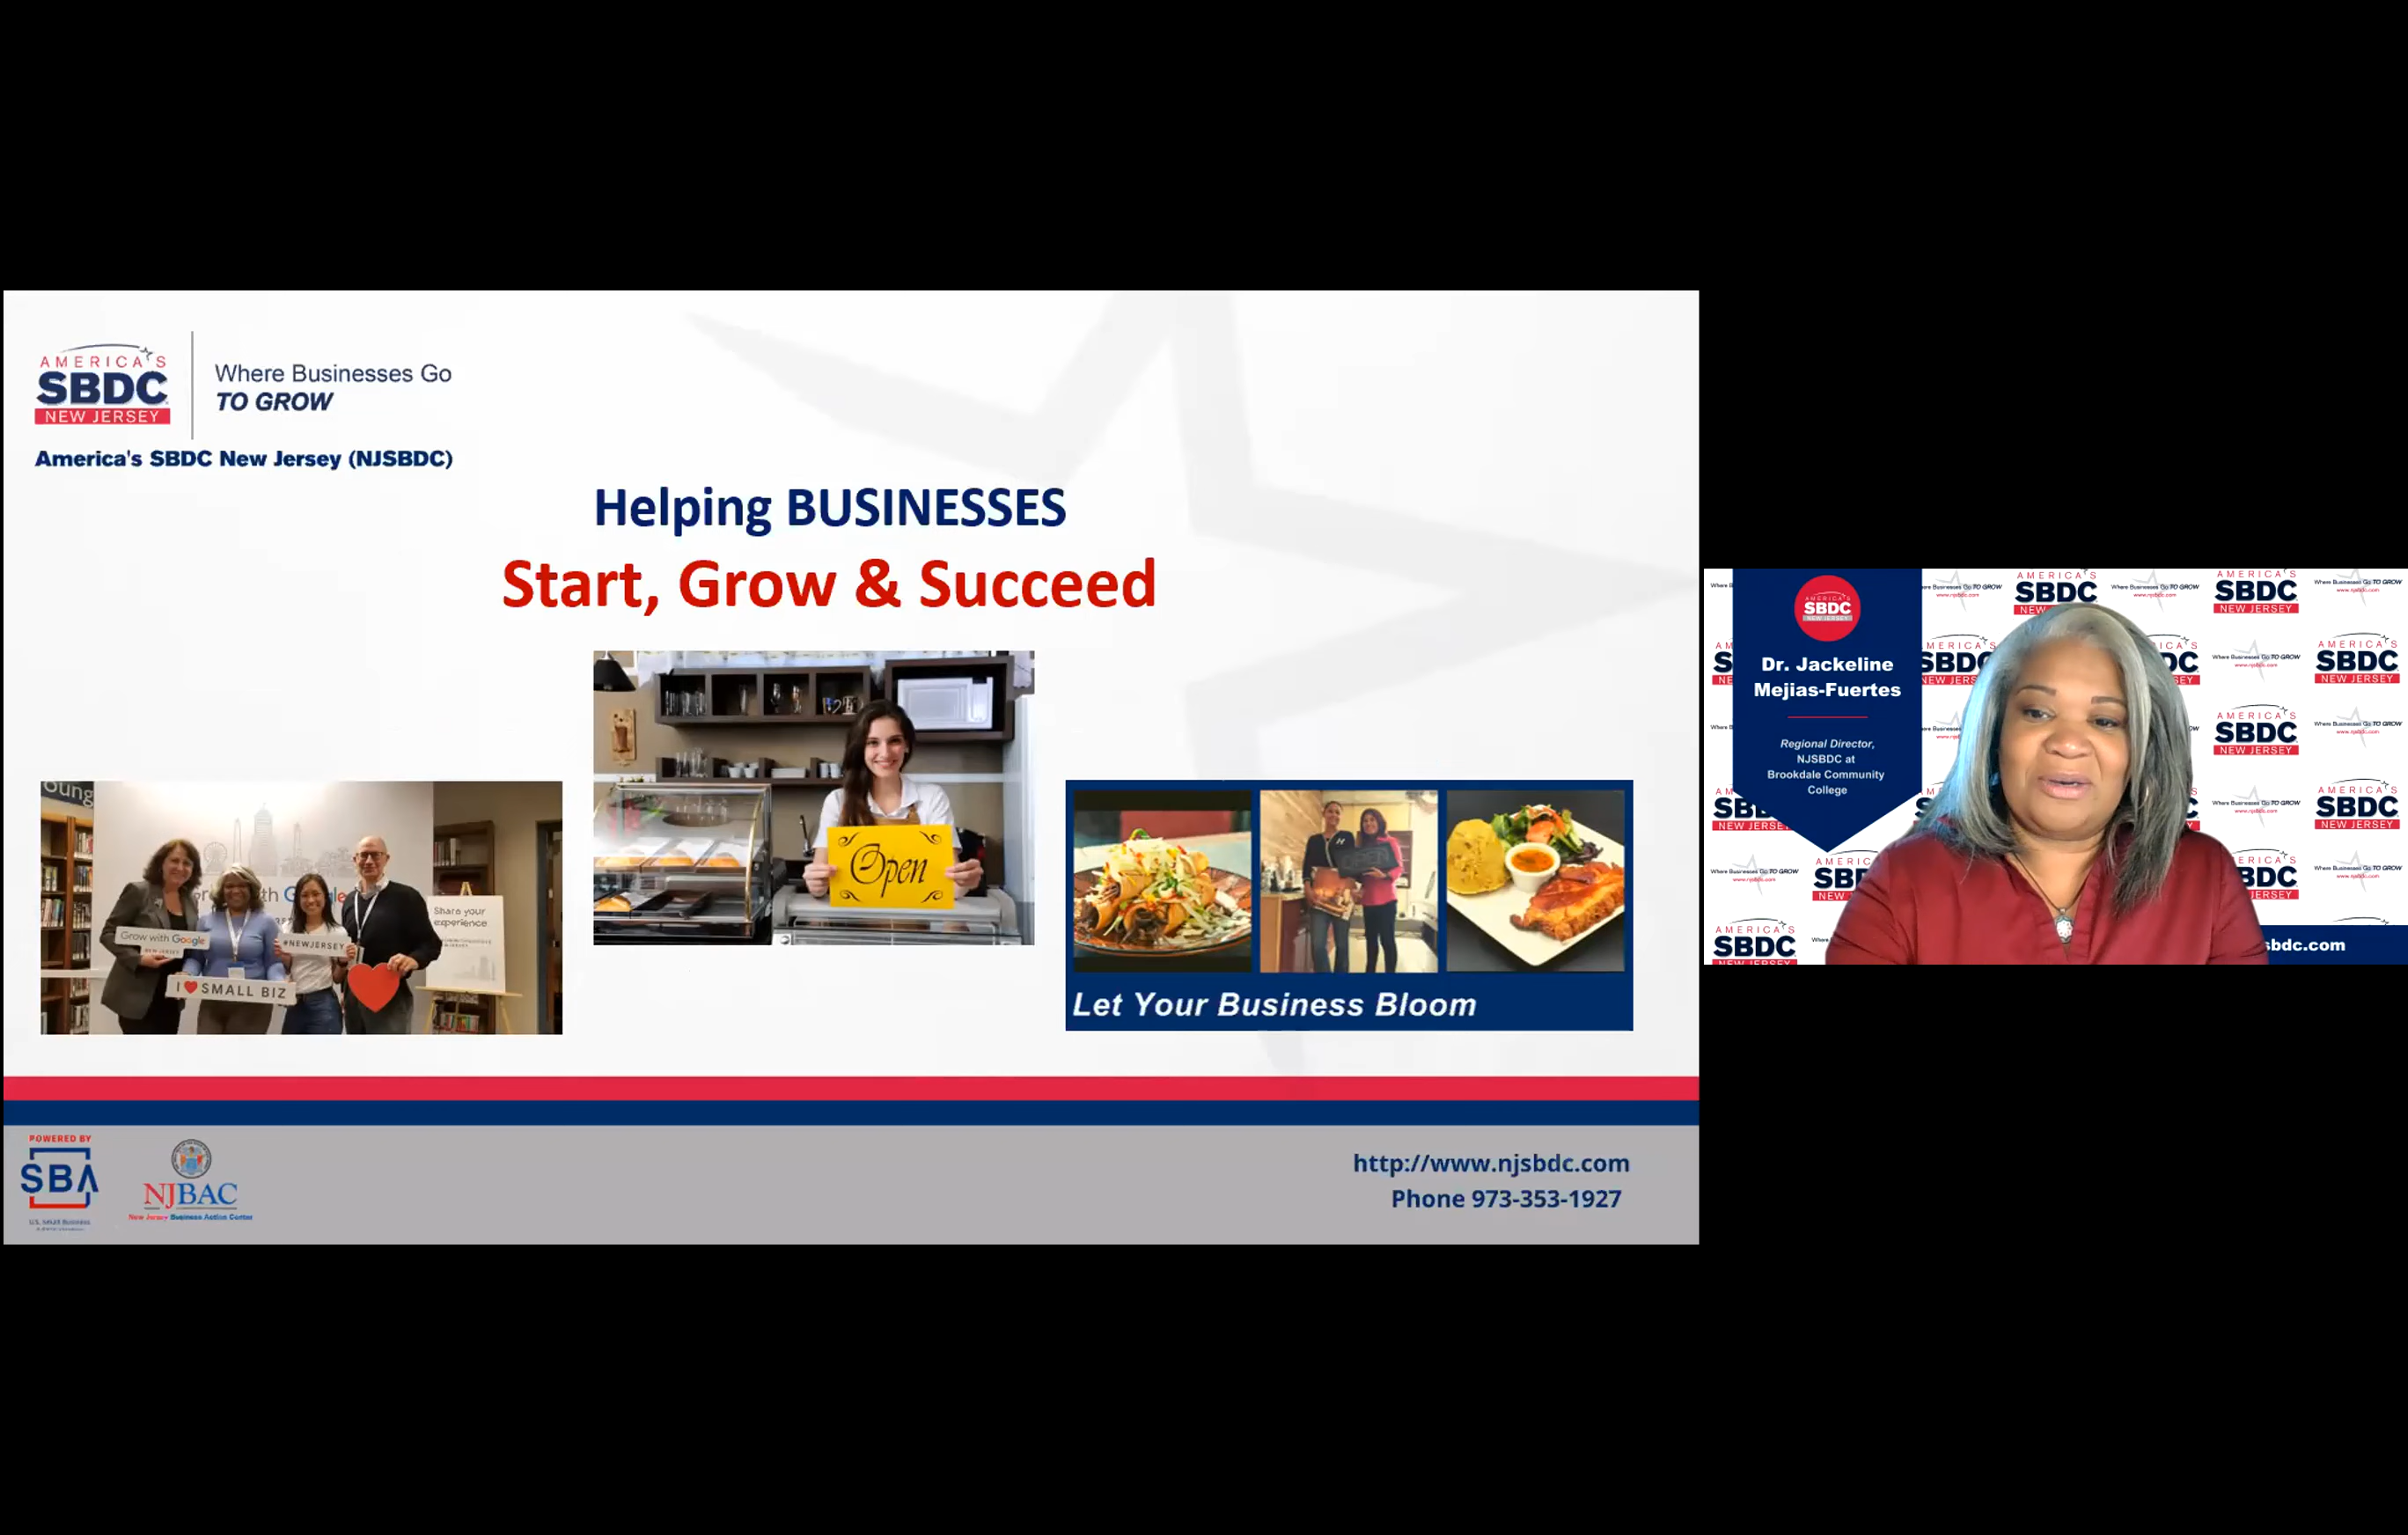 AMERICA'S
SBDC
NEW JERSEY
Where Businesses Go
TO GROW
America's SBDC New Jersey (NJSBDC)
Helping BUSINESSES
Start, Grow & Succeed
Open
oung
Grow with Google
#NEWJERSEY
I ❤ SMALL BIZ
Share your
experience
Let Your Business Bloom
POWERED BY
SBA
U.S. Small Business
NJBAC
New Jersey Business Action Center
http://www.njsbdc.com
Phone 973-353-1927
AMERICA'S
SBDC
NEW JERSEY
Dr. Jackeline
Mejias-Fuertes
Regional Director,
NJSBDC at
Brookdale Community
College
AMERICA'S
SBDC
NEW JERSEY
Where Businesses Go TO GROW
www.njsbdc.com
sbdc.com